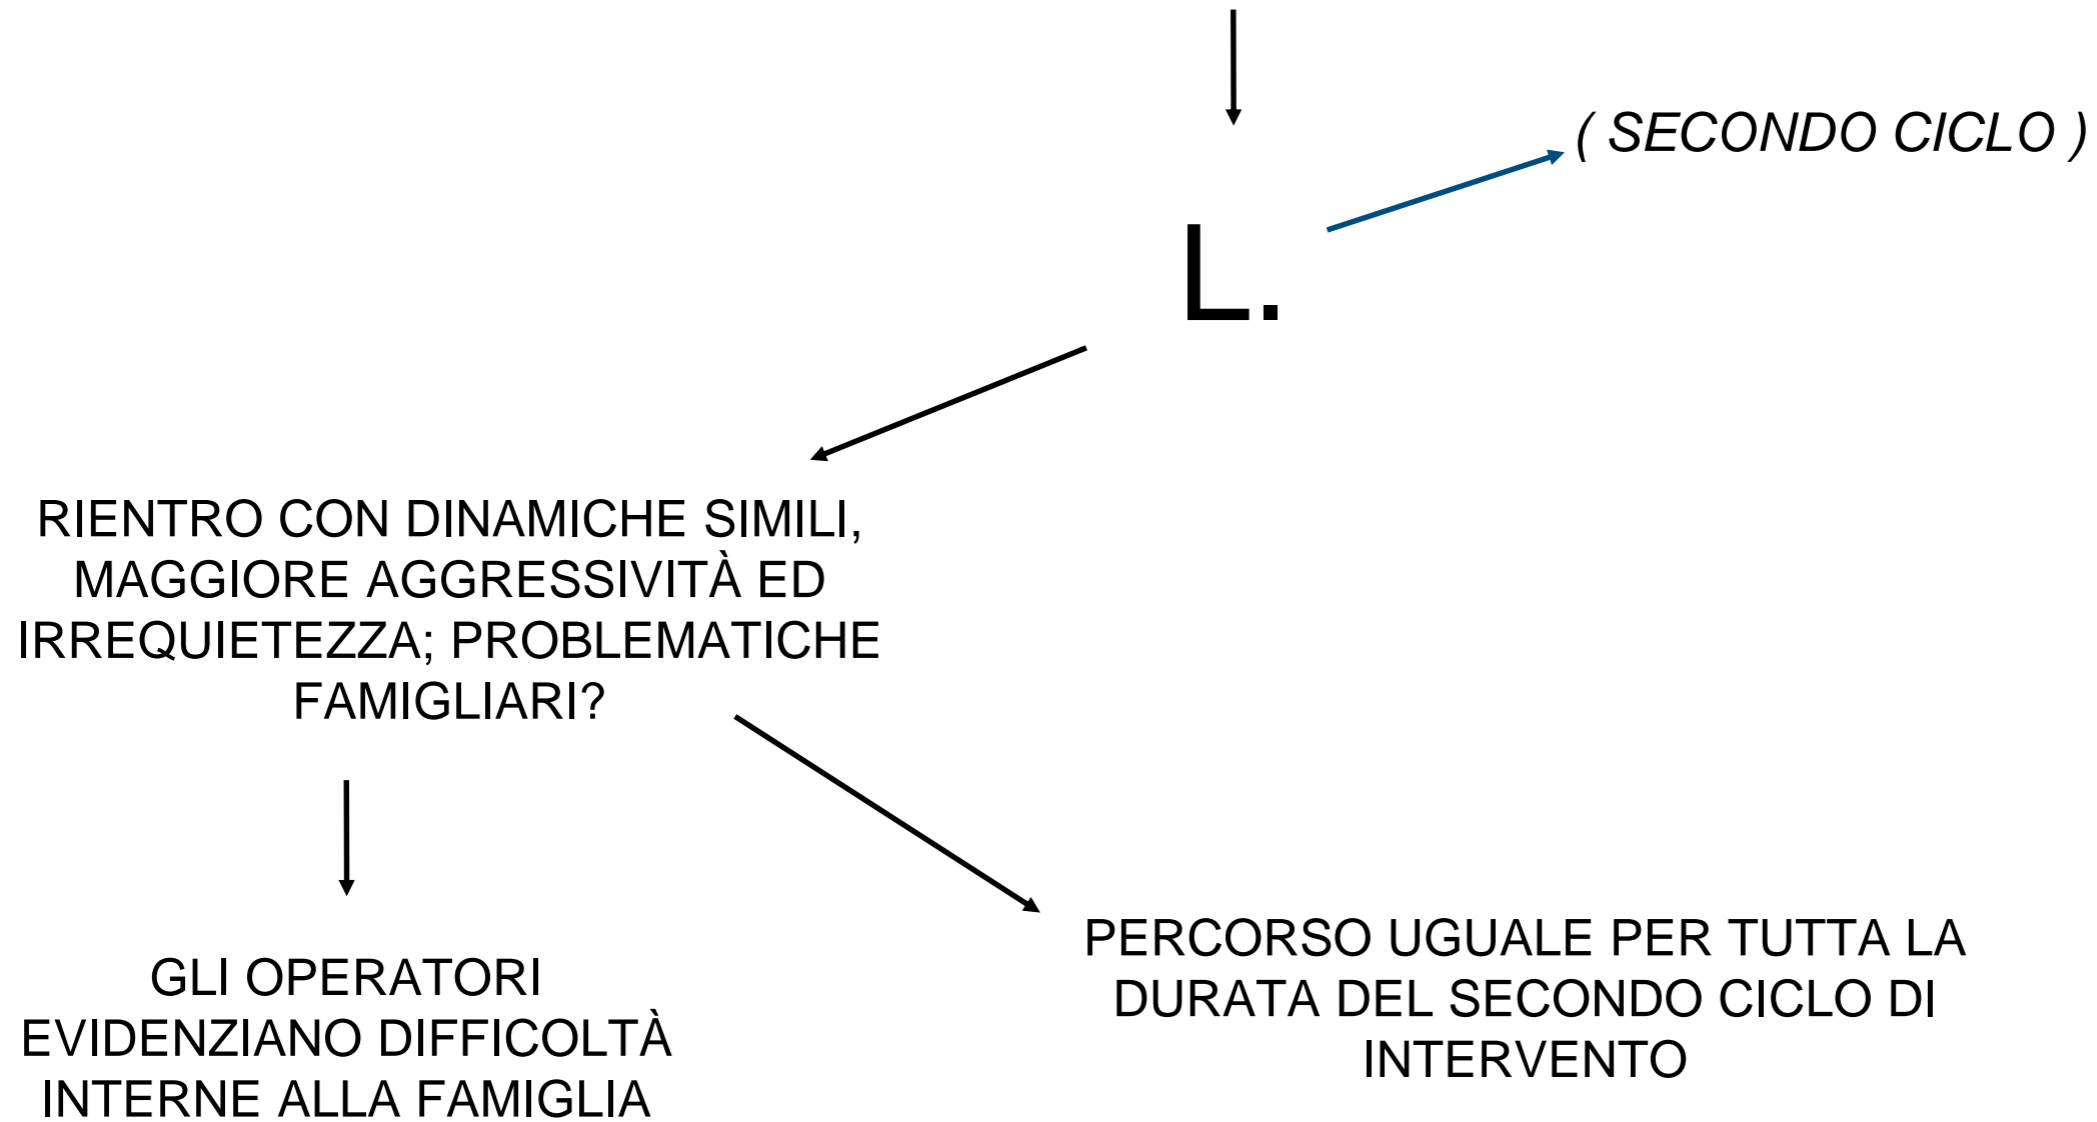 ( SECONDO CICLO )
L.
RIENTRO CON DINAMICHE SIMILI,
MAGGIORE AGGRESSIVITÀ ED
IRREQUIETEZZA; PROBLEMATICHE
FAMIGLIARI?
GLI OPERATORI
EVIDENZIANO DIFFICOLTÀ
INTERNE ALLA FAMIGLIA
PERCORSO UGUALE PER TUTTA LA
DURATA DEL SECONDO CICLO DI
INTERVENTO